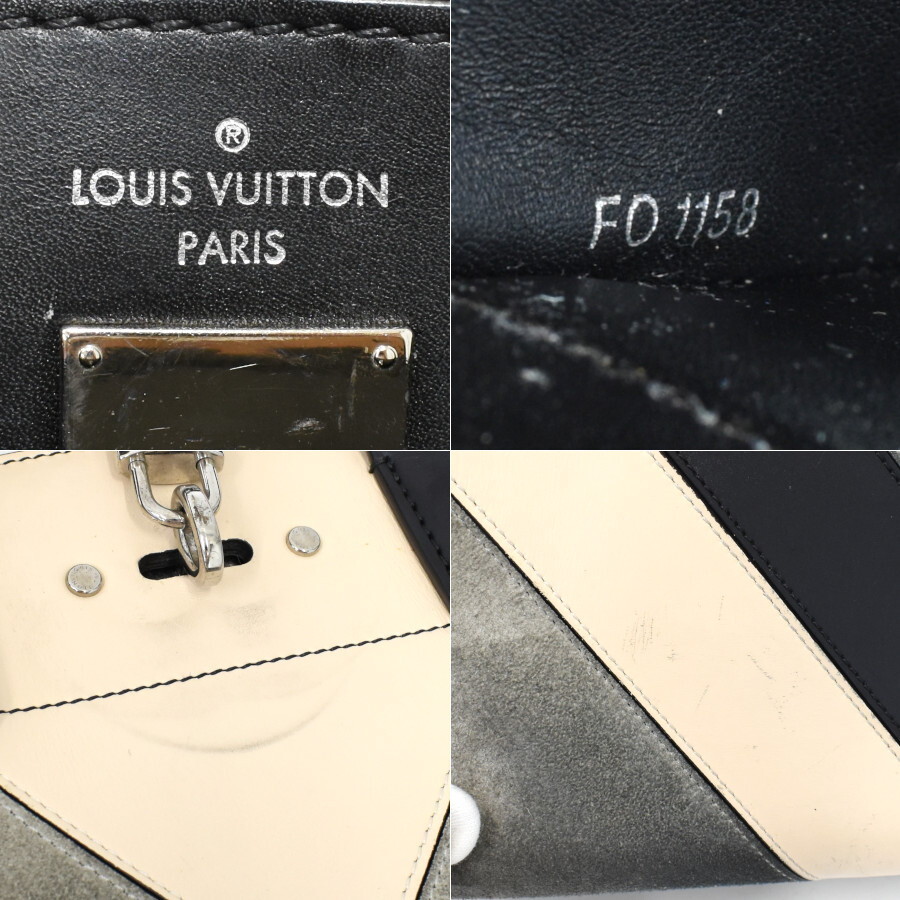 ®
LOUIS VUITTON
PARIS
FO 1158